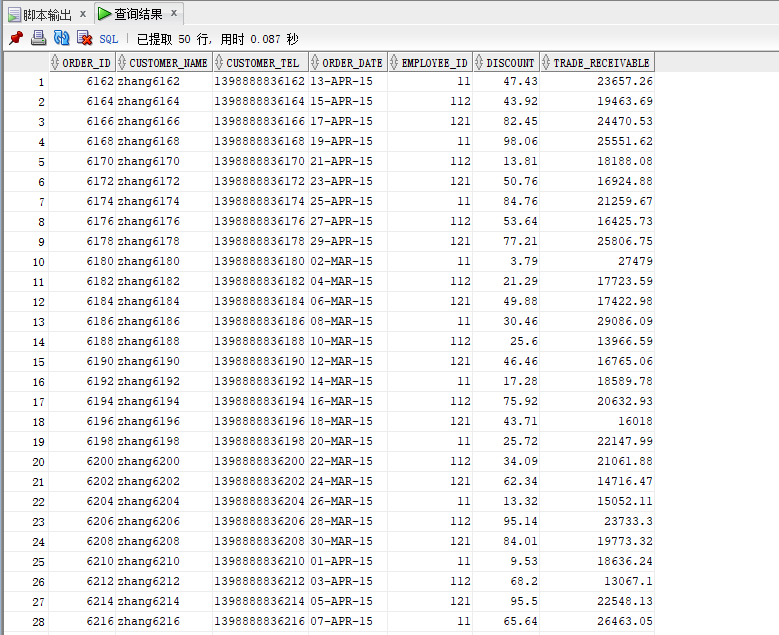 脚本输出 x 查询结果 x
SQL | 已提取 50 行, 用时 0.087 秒
ORDER_ID CUSTOMER_NAME CUSTOMER_TEL ORDER_DATE EMPLOYEE_ID DISCOUNT TRADE_RECEIVABLE
1 6162 zhang6162 1398888836162 13-APR-15 11 47.43 23657.26
2 6164 zhang6164 1398888836164 15-APR-15 112 43.92 19463.69
3 6166 zhang6166 1398888836166 17-APR-15 121 82.45 24470.53
4 6168 zhang6168 1398888836168 19-APR-15 11 98.06 25551.62
5 6170 zhang6170 1398888836170 21-APR-15 112 13.81 18188.08
6 6172 zhang6172 1398888836172 23-APR-15 121 50.76 16924.88
7 6174 zhang6174 1398888836174 25-APR-15 11 84.76 21259.67
8 6176 zhang6176 1398888836176 27-APR-15 112 53.64 16425.73
9 6178 zhang6178 1398888836178 29-APR-15 121 77.21 25806.75
10 6180 zhang6180 1398888836180 02-MAR-15 11 3.79 27479
11 6182 zhang6182 1398888836182 04-MAR-15 112 21.29 17723.59
12 6184 zhang6184 1398888836184 06-MAR-15 121 49.88 17422.98
13 6186 zhang6186 1398888836186 08-MAR-15 11 30.46 29086.09
14 6188 zhang6188 1398888836188 10-MAR-15 112 25.6 13966.59
15 6190 zhang6190 1398888836190 12-MAR-15 121 46.46 16765.06
16 6192 zhang6192 1398888836192 14-MAR-15 11 17.28 18589.78
17 6194 zhang6194 1398888836194 16-MAR-15 112 75.92 20632.93
18 6196 zhang6196 1398888836196 18-MAR-15 121 43.71 16018
19 6198 zhang6198 1398888836198 20-MAR-15 11 25.72 22147.99
20 6200 zhang6200 1398888836200 22-MAR-15 112 34.09 21061.88
21 6202 zhang6202 1398888836202 24-MAR-15 121 62.34 14716.47
22 6204 zhang6204 1398888836204 26-MAR-15 11 13.32 15052.11
23 6206 zhang6206 1398888836206 28-MAR-15 112 95.14 23733.3
24 6208 zhang6208 1398888836208 30-MAR-15 121 84.01 19773.32
25 6210 zhang6210 1398888836210 01-APR-15 11 9.53 18636.24
26 6212 zhang6212 1398888836212 03-APR-15 112 68.2 13067.1
27 6214 zhang6214 1398888836214 05-APR-15 121 95.5 22548.13
28 6216 zhang6216 1398888836216 07-APR-15 11 65.64 26463.05